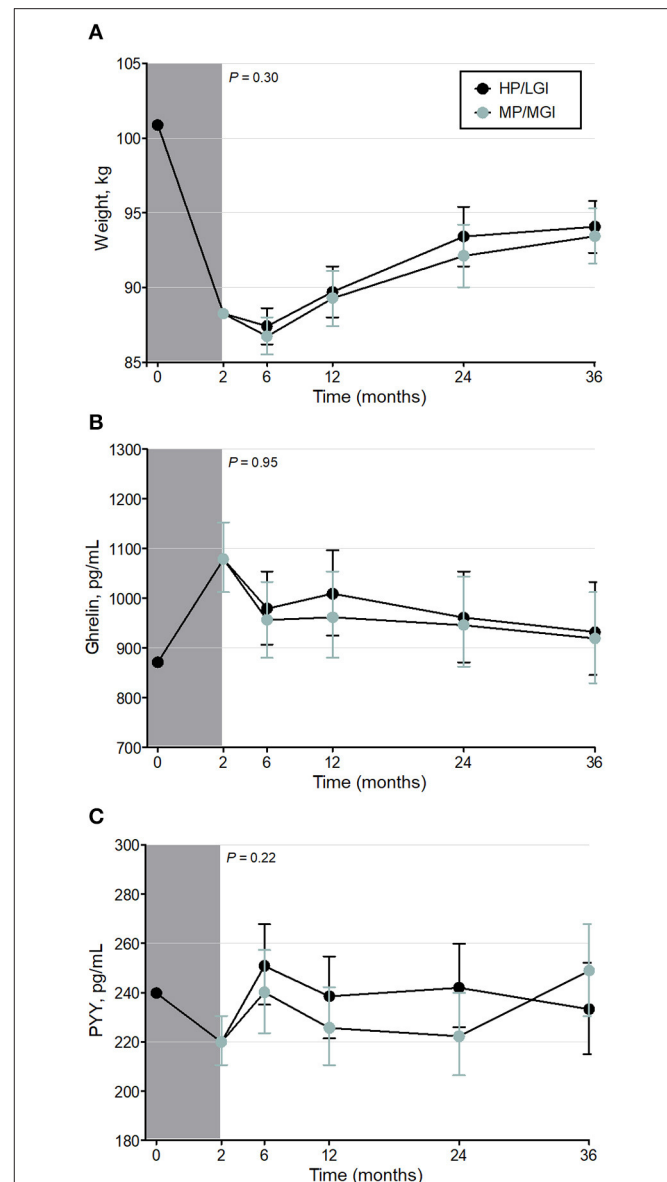 A
105
P = 0.30
HP/LGI
MP/MGI
100
95
90
85
Weight, kg
0 2 6 12 24 36
Time (months)
B
1300
P = 0.95
1200
1100
1000
900
800
700
Ghrelin, pg/mL
0 2 6 12 24 36
Time (months)
C
300
P = 0.22
280
260
240
220
200
180
PYY, pg/mL
0 2 6 12 24 36
Time (months)